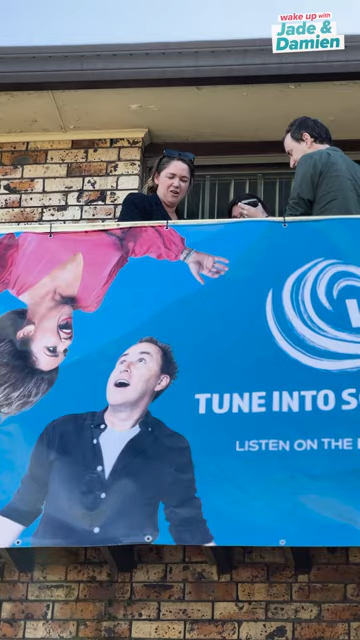 wake up with
Jade &
Damien
TUNE INTO
LISTEN ON THE